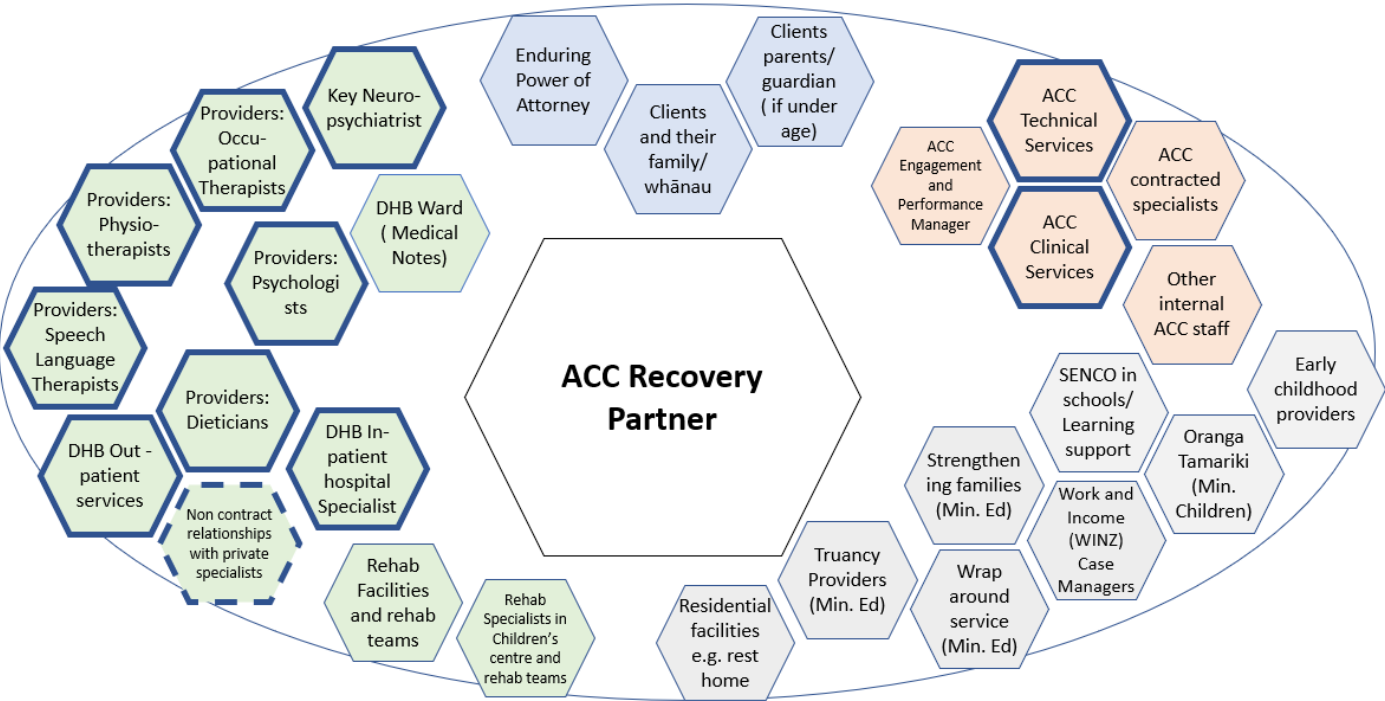 Key Neuro-
psychiatrist
Providers:
Occu-
pational
Therapists
Providers:
Physio-
therapists
DHB Ward
( Medical
Notes)
Providers:
Psychologi
sts
Providers:
Speech
Language
Therapists
Providers:
Dieticians
DHB Out -
patient
services
DHB In-
patient
hospital
Specialist
Non contract
relationships
with private
specialists
Rehab
Facilities
and rehab
teams
Rehab
Specialists in
Children’s
centre and
rehab teams
Enduring
Power of
Attorney
Clients
and their
family/
whānau
Clients
parents/
guardian
( if under
age)
ACC Recovery
Partner
ACC
Engagement
and
Performance
Manager
ACC
Technical
Services
ACC
contracted
specialists
ACC
Clinical
Services
Other
internal
ACC staff
Early
childhood
providers
SENCO in
schools/
Learning
support
Oranga
Tamariki
(Min.
Children)
Strengthen
ing families
(Min. Ed)
Work and
Income
(WINZ)
Case
Managers
Truancy
Providers
(Min. Ed)
Wrap
around
service
(Min. Ed)
Residential
facilities
e.g. rest
home